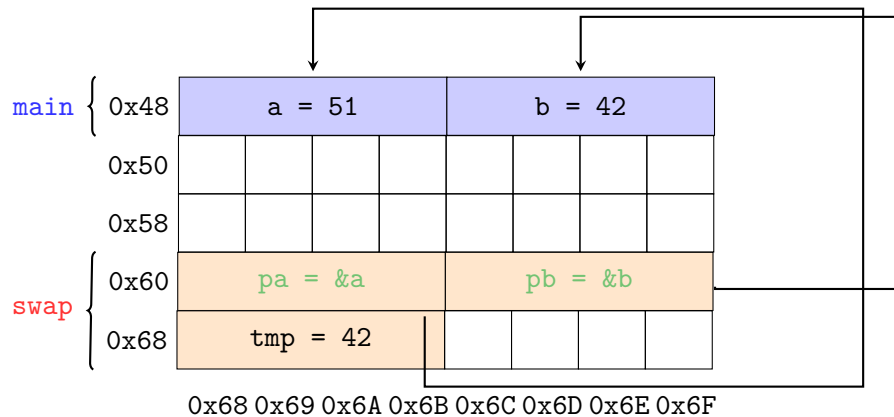 main 0x48 a = 51 b = 42
0x50
0x58
swap 0x60 pa = &a pb = &b
0x68 tmp = 42
0x68 0x69 0x6A 0x6B 0x6C 0x6D 0x6E 0x6F